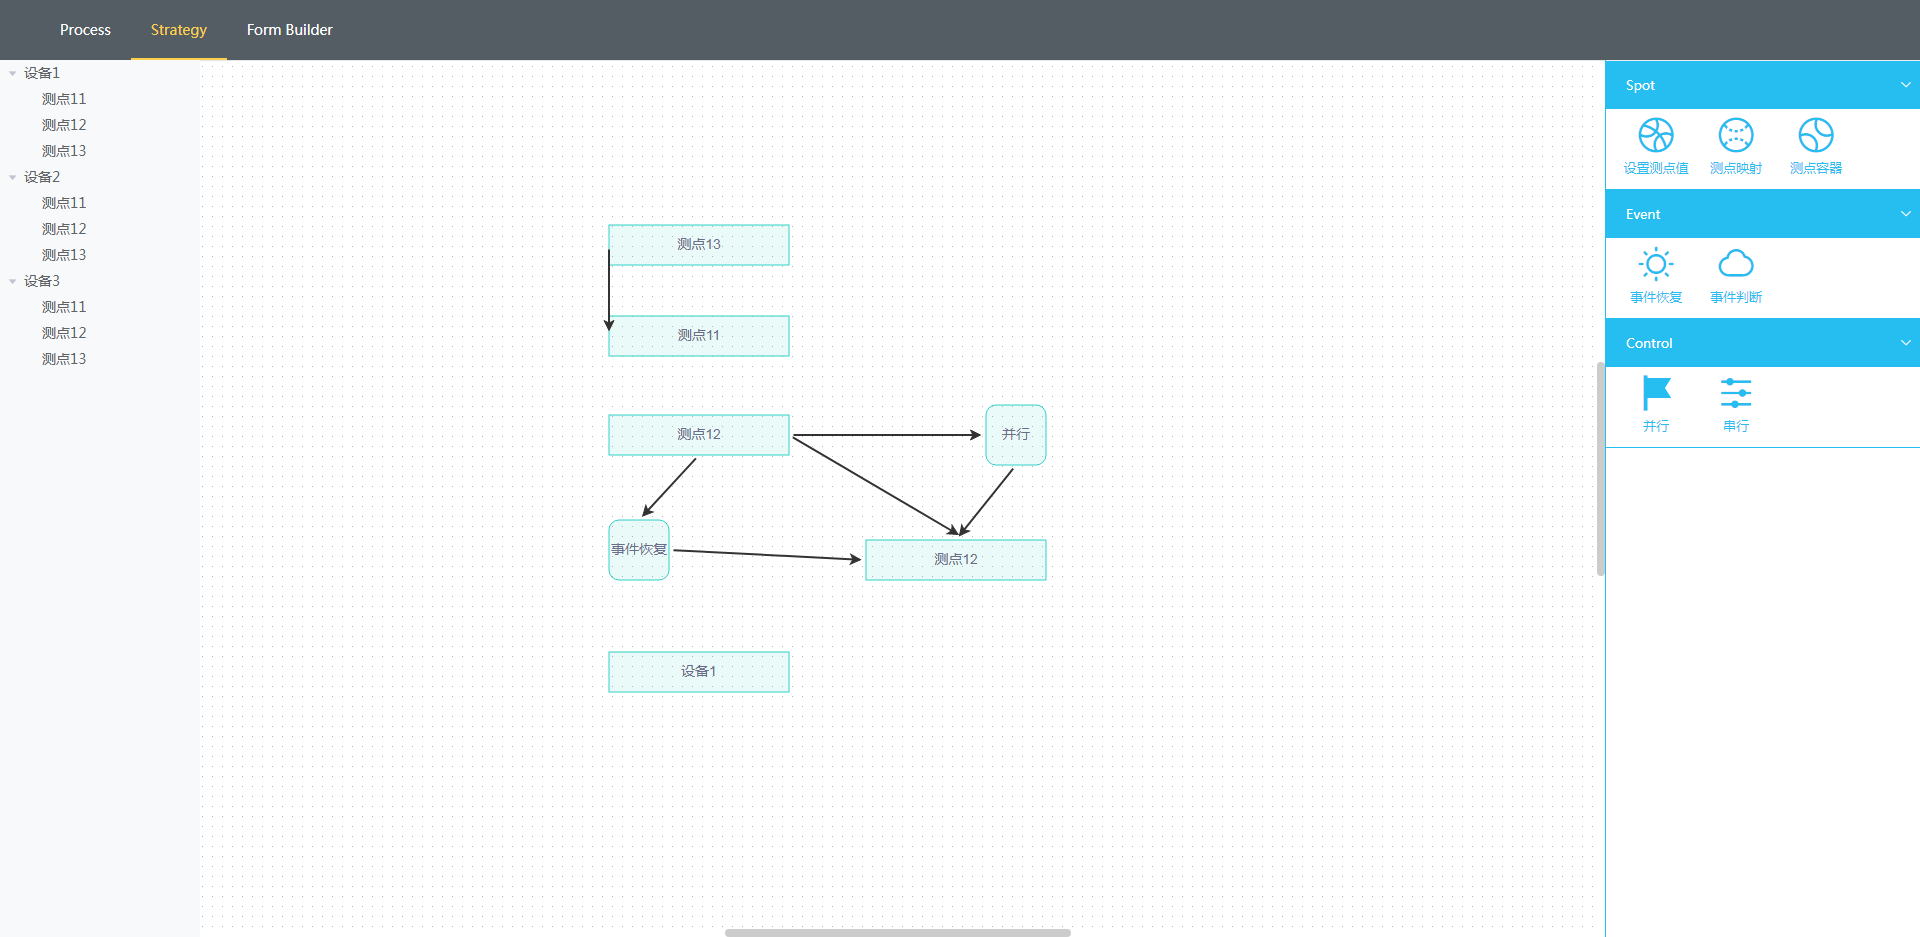 Process
Strategy
Form Builder
设备1
测点11
测点12
测点13
设备2
测点11
测点12
测点13
设备3
测点11
测点12
测点13
测点13
测点11
测点12
并行
事件恢复
测点12
设备1
Spot
设置测点值
测点映射
测点容器
Event
事件恢复
事件判断
Control
并行
串行